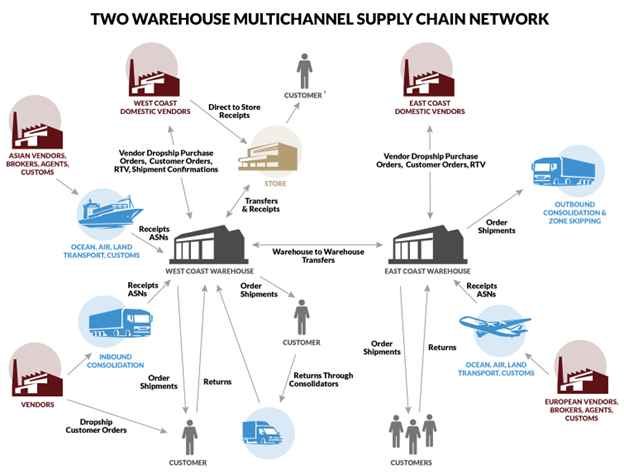 TWO WAREHOUSE MULTICHANNEL SUPPLY CHAIN NETWORK
CUSTOMER
WEST COAST
DOMESTIC VENDORS
Direct to Store
Receipts
EAST COAST
DOMESTIC VENDORS
ASIAN VENDORS,
BROKERS, AGENTS,
CUSTOMS
Vendor Dropship Purchase
Orders, Customer Orders,
RTV, Shipment Confirmations
STORE
Vendor Dropship Purchase
Orders, Customer Orders, RTV
Transfers
& Receipts
OUTBOUND
CONSOLIDATION &
ZONE SKIPPING
Receipts
ASNs
Order
Shipments
OCEAN, AIR, LAND
TRANSPORT, CUSTOMS
WEST COAST WAREHOUSE
Warehouse to Warehouse
Transfers
EAST COAST WAREHOUSE
Receipts
ASNs
Order
Shipments
Receipts
ASNs
INBOUND
CONSOLIDATION
CUSTOMER
Order
Shipments
Returns
OCEAN, AIR, LAND
TRANSPORT, CUSTOMS
Order
Shipments
Returns
Returns Through
Consolidators
VENDORS
EUROPEAN VENDORS,
BROKERS, AGENTS,
CUSTOMS
Dropship
Customer Orders
CUSTOMER
CUSTOMERS